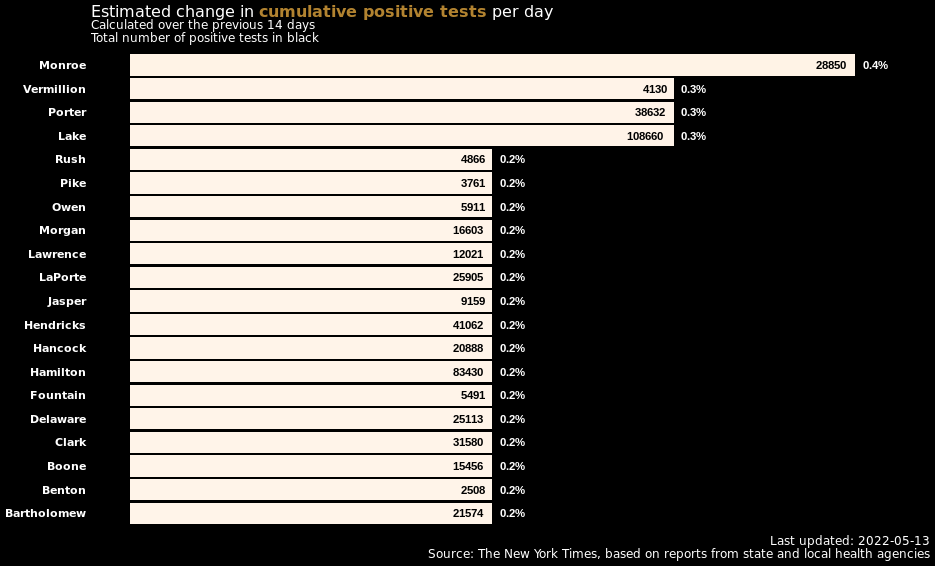 Estimated change in cumulative positive tests per day
Calculated over the previous 14 days
Total number of positive tests in black
Monroe 28850 0.4%
Vermillion 4130 0.3%
Porter 38632 0.3%
Lake 108660 0.3%
Rush 4866 0.2%
Pike 3761 0.2%
Owen 5911 0.2%
Morgan 16603 0.2%
Lawrence 12021 0.2%
LaPorte 25905 0.2%
Jasper 9159 0.2%
Hendricks 41062 0.2%
Hancock 20888 0.2%
Hamilton 83430 0.2%
Fountain 5491 0.2%
Delaware 25113 0.2%
Clark 31580 0.2%
Boone 15456 0.2%
Benton 2508 0.2%
Bartholomew 21574 0.2%
Last updated: 2022-05-13
Source: The New York Times, based on reports from state and local health agencies